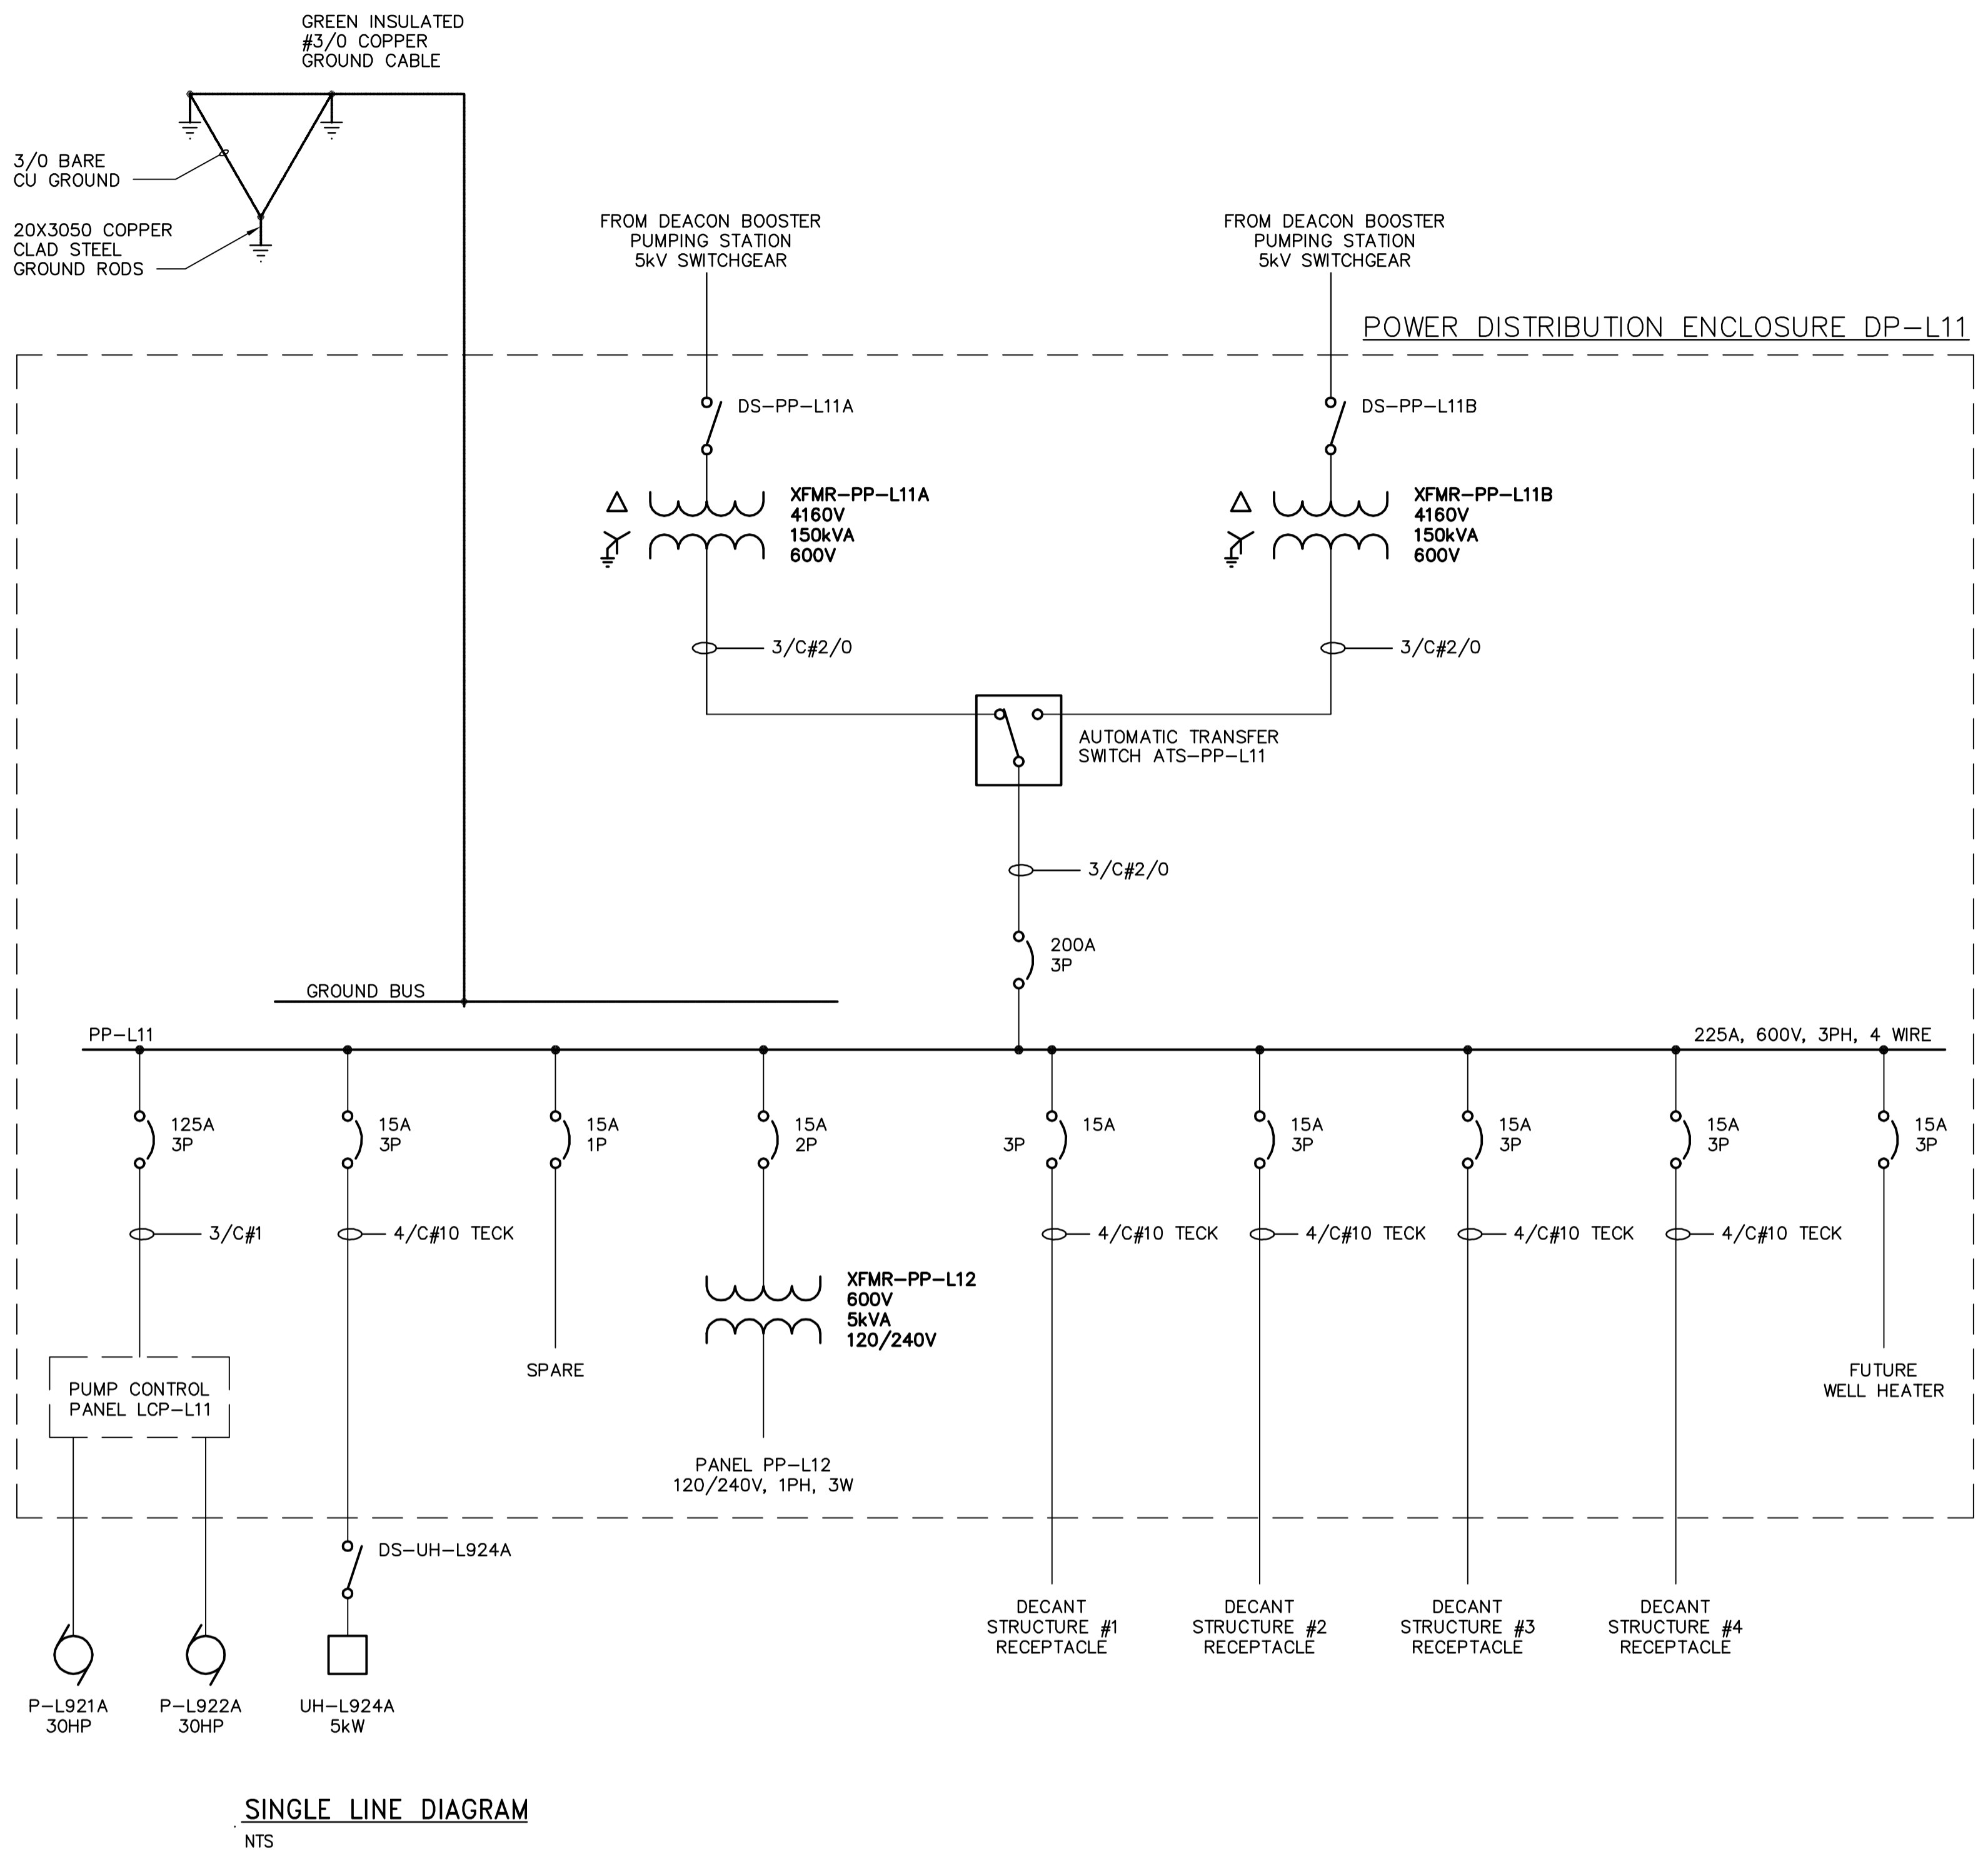 GREEN INSULATED
#3/0 COPPER
GROUND CABLE
3/0 BARE
CU GROUND
20X3050 COPPER
CLAD STEEL
GROUND RODS
FROM DEACON BOOSTER
PUMPING STATION
5kV SWITCHGEAR
FROM DEACON BOOSTER
PUMPING STATION
5kV SWITCHGEAR
POWER DISTRIBUTION ENCLOSURE DP-L11
DS-PP-L11A
DS-PP-L11B
XFMR-PP-L11A
4160V
150kVA
600V
XFMR-PP-L11B
4160V
150kVA
600V
3/C#2/0
3/C#2/0
AUTOMATIC TRANSFER
SWITCH ATS-PP-L11
3/C#2/0
200A
3P
GROUND BUS
PP-L11
225A, 600V, 3PH, 4 WIRE
125A
3P
15A
3P
15A
1P
15A
2P
15A
3P
15A
3P
15A
3P
15A
3P
15A
3P
3/C#1
4/C#10 TECK
4/C#10 TECK
4/C#10 TECK
4/C#10 TECK
4/C#10 TECK
XFMR-PP-L12
600V
5kVA
120/240V
PUMP CONTROL
PANEL LCP-L11
SPARE
FUTURE
WELL HEATER
PANEL PP-L12
120/240V, 1PH, 3W
DS-UH-L924A
DECANT
STRUCTURE #1
RECEPTACLE
DECANT
STRUCTURE #2
RECEPTACLE
DECANT
STRUCTURE #3
RECEPTACLE
DECANT
STRUCTURE #4
RECEPTACLE
P-L921A
30HP
P-L922A
30HP
UH-L924A
5kW
SINGLE LINE DIAGRAM
NTS